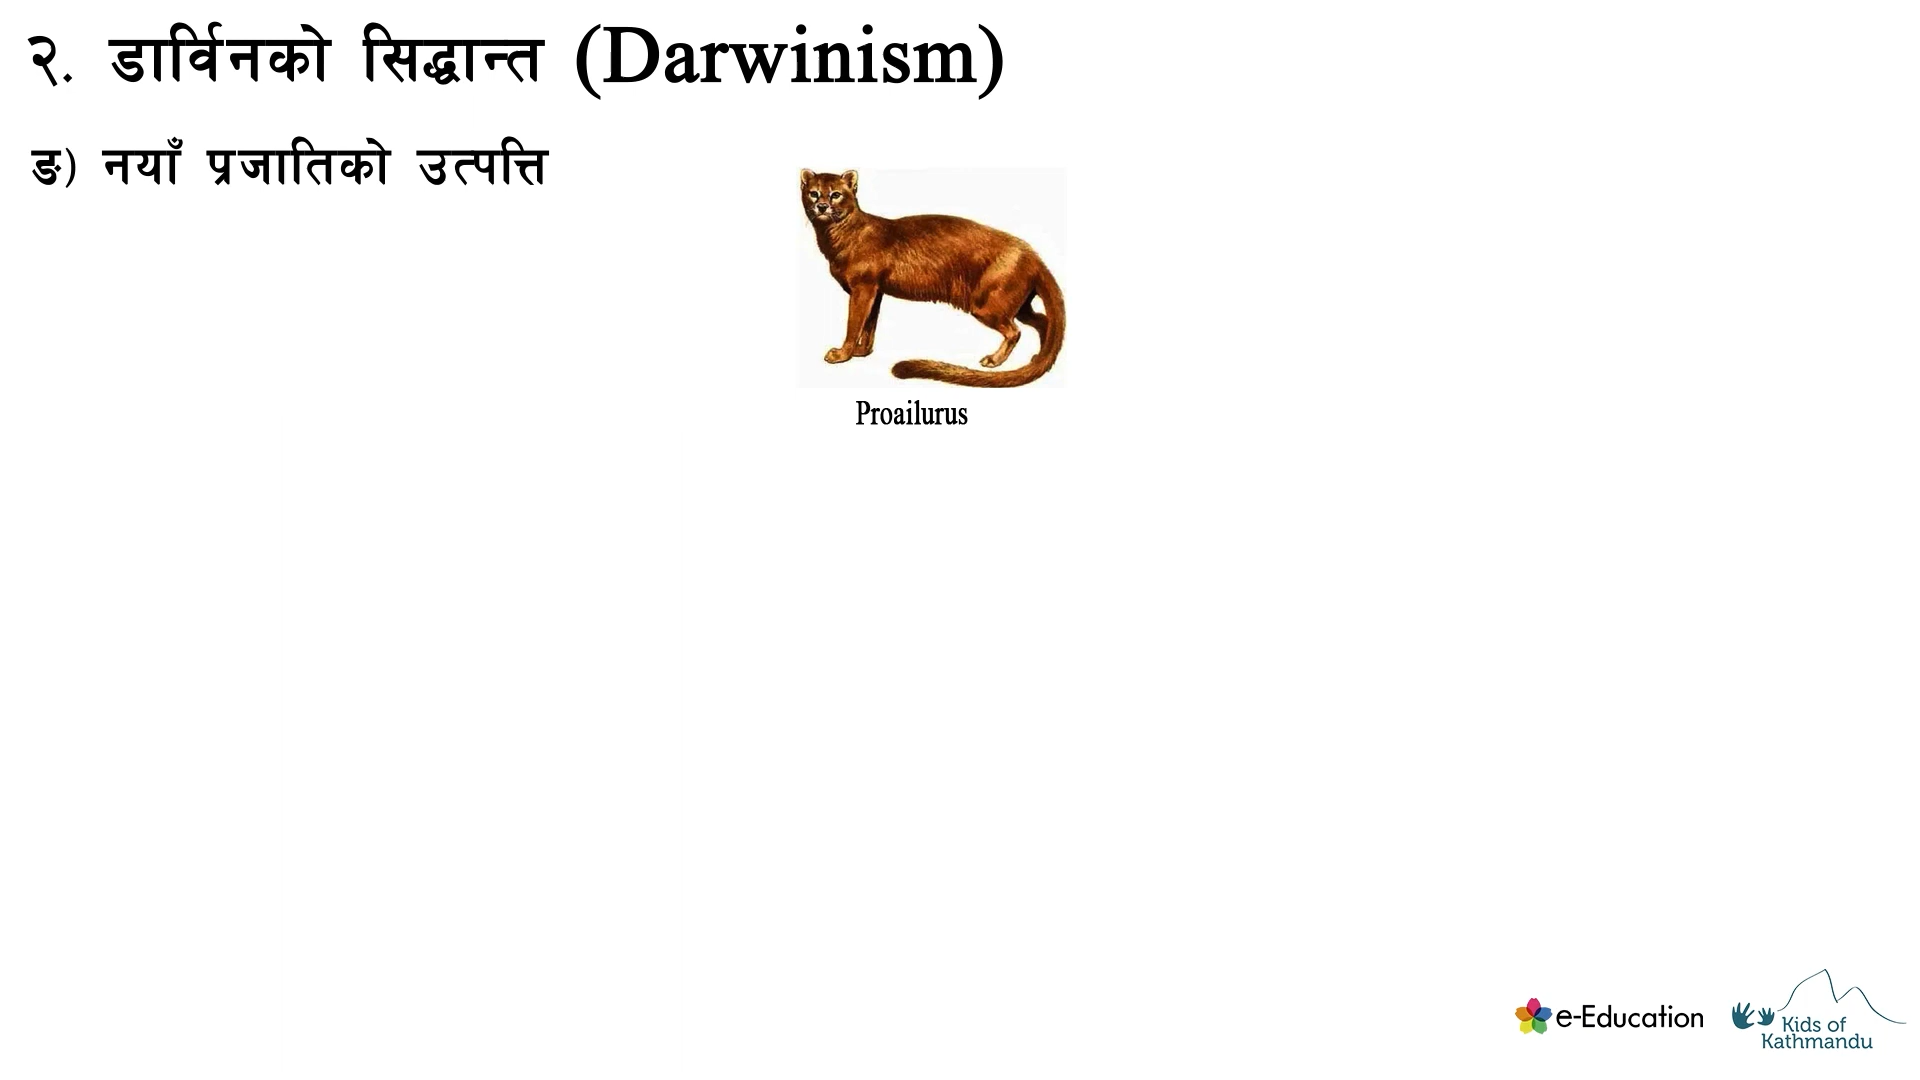 २. डार्विनको सिद्धान्त (Darwinism)
ङ) नयाँ प्रजातिको उत्पत्ति
Proailurus
e-Education
Kids of
Kathmandu